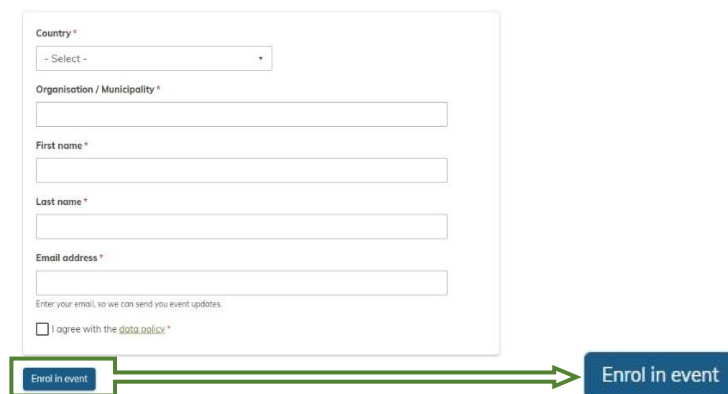 Country *
- Select -
Organisation / Municipality *
First name *
Last name *
Email address *
Enter your email, so we can send you event updates.
I agree with the data policy *
Enrol in event
Enrol in event